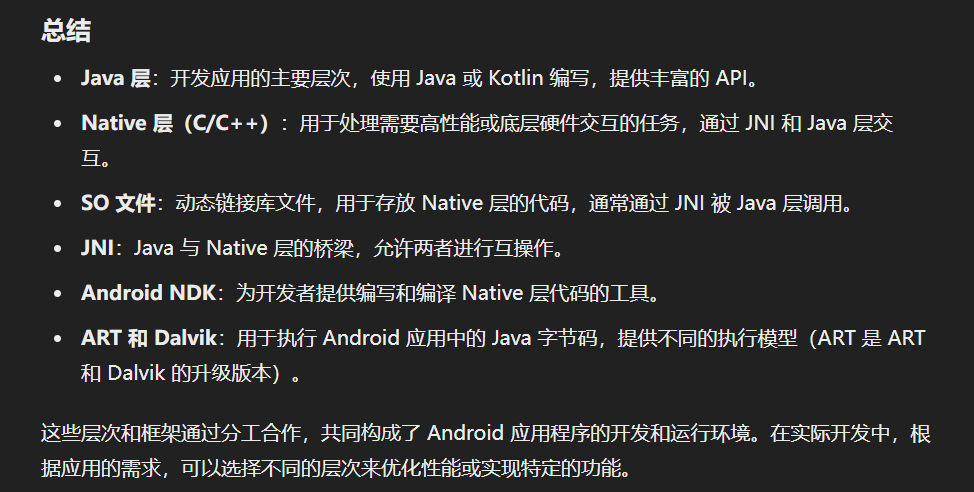 总结
• Java 层：开发应用的主要层次，使用 Java 或 Kotlin 编写，提供丰富的 API。
• Native 层（C/C++）：用于处理需要高性能或底层硬件交互的任务，通过 JNI 和 Java 层交
互。
• SO 文件：动态链接库文件，用于存放 Native 层的代码，通常通过 JNI 被 Java 层调用。
• JNI：Java 与 Native 层的桥梁，允许两者进行互操作。
• Android NDK：为开发者提供编写和编译 Native 层代码的工具。
• ART 和 Dalvik：用于执行 Android 应用中的 Java 字节码，提供不同的执行模型（ART 是 ART
和 Dalvik 的升级版本）。
这些层次和框架通过分工合作，共同构成了 Android 应用程序的开发和运行环境。在实际开发中，根
据应用的需求，可以选择不同的层次来优化性能或实现特定的功能。